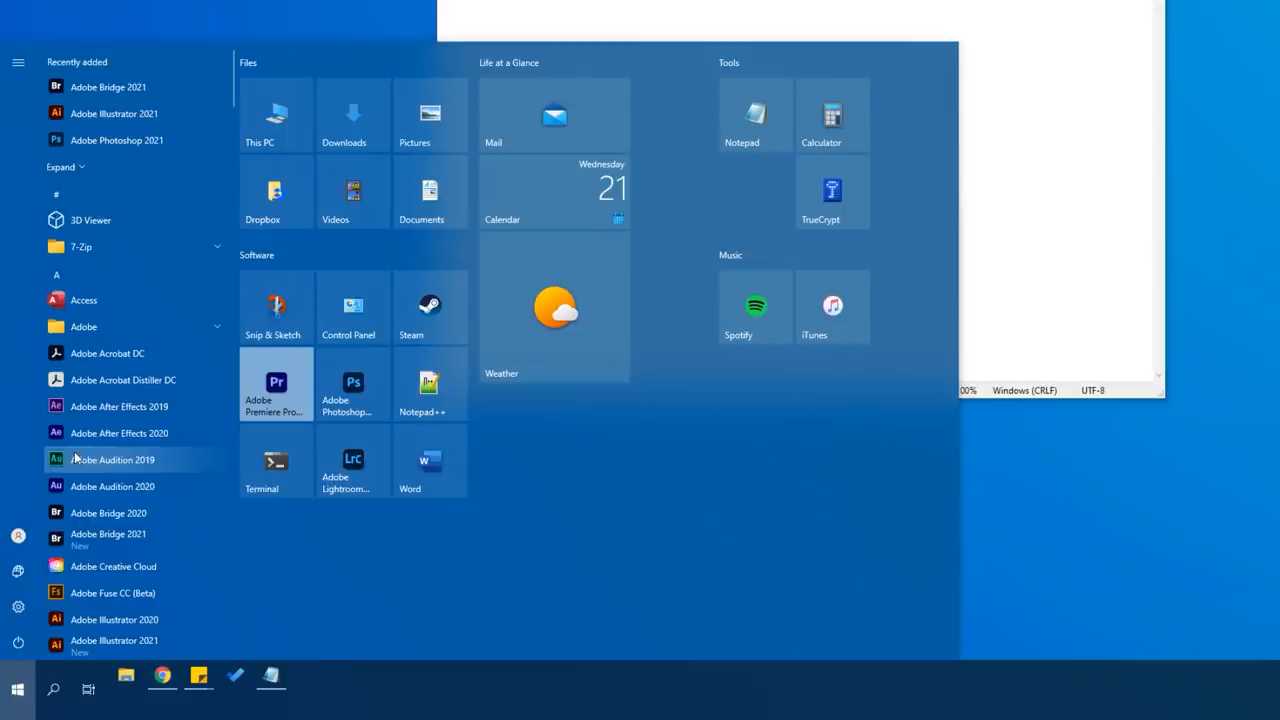 Recently added
Adobe Bridge 2021
Adobe Illustrator 2021
Adobe Photoshop 2021
Expand
#
3D Viewer
7-Zip
A
Access
Adobe
Adobe Acrobat DC
Adobe Acrobat Distiller DC
Adobe After Effects 2019
Adobe After Effects 2020
Adobe Audition 2019
Adobe Audition 2020
Adobe Bridge 2020
Adobe Bridge 2021
New
Adobe Creative Cloud
Adobe Fuse CC (Beta)
Adobe Illustrator 2020
Adobe Illustrator 2021
New
Files
This PC
Downloads
Pictures
Dropbox
Videos
Documents
Software
Snip & Sketch
Control Panel
Steam
Adobe
Premiere Pro...
Adobe
Photoshop...
Notepad++
Terminal
Adobe
Lightroom...
Word
Life at a Glance
Mail
Wednesday
21
Calendar
Weather
Tools
Notepad
Calculator
TrueCrypt
Music
Spotify
iTunes
00%
Windows (CRLF)
UTF-8